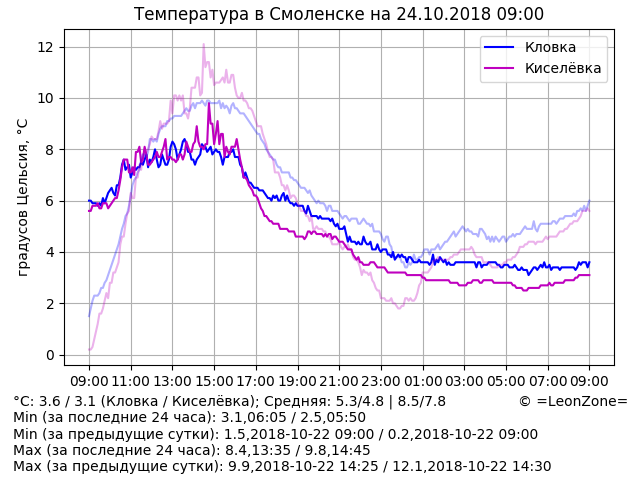 Температура в Смоленске на 24.10.2018 09:00
Кловка
Киселёвка
градусов Цельсия, °C
12
10
8
6
4
2
0
09:00 11:00 13:00 15:00 17:00 19:00 21:00 23:00 01:00 03:00 05:00 07:00 09:00
°C: 3.6 / 3.1 (Кловка / Киселёвка); Средняя: 5.3/4.8 | 8.5/7.8 © =LeonZone=
Min (за последние 24 часа): 3.1,06:05 / 2.5,05:50
Min (за предыдущие сутки): 1.5,2018-10-22 09:00 / 0.2,2018-10-22 09:00
Max (за последние 24 часа): 8.4,13:35 / 9.8,14:45
Max (за предыдущие сутки): 9.9,2018-10-22 14:25 / 12.1,2018-10-22 14:30